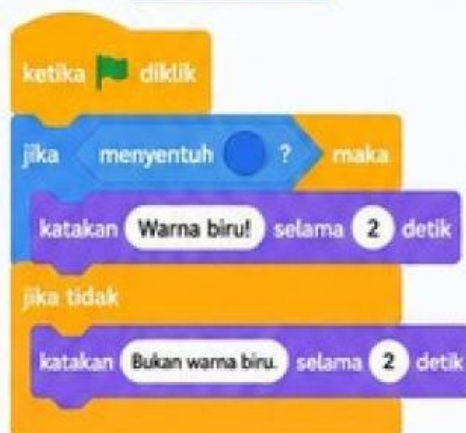 ketika diklik
jika menyentuh ? maka
katakan Warna biru! selama 2 detik
jika tidak
katakan Bukan warna biru. selama 2 detik